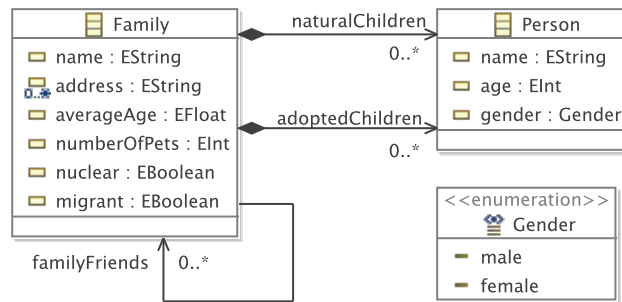 Family
name : EString
0..*
address : EString
averageAge : EFloat
numberOfPets : EInt
nuclear : EBoolean
migrant : EBoolean
naturalChildren
0..*
adoptedChildren
0..*
familyFriends
0..*
Person
name : EString
age : EInt
gender : Gender
<<enumeration>>
Gender
male
female